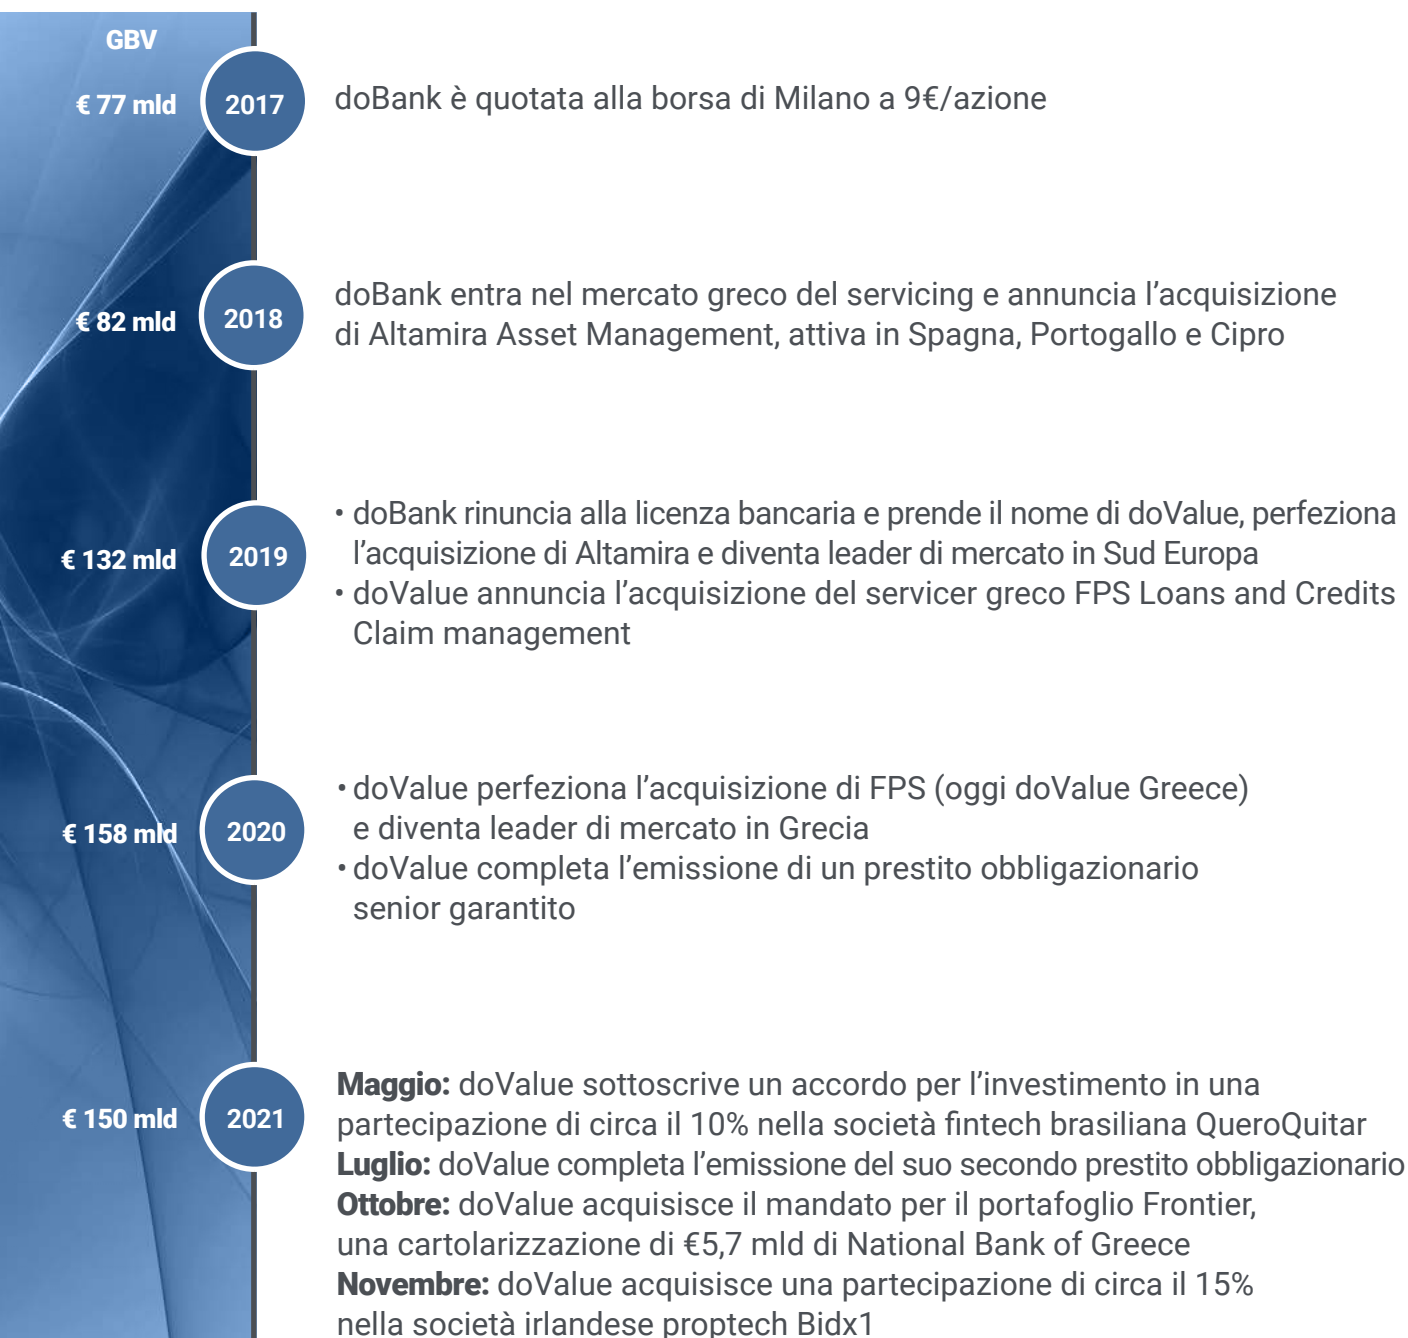 GBV
€ 77 mld
2017
doBank è quotata alla borsa di Milano a 9€/azione
€ 82 mld
2018
doBank entra nel mercato greco del servicing e annuncia l’acquisizione
di Altamira Asset Management, attiva in Spagna, Portogallo e Cipro
€ 132 mld
2019
• doBank rinuncia alla licenza bancaria e prende il nome di doValue, perfeziona
l’acquisizione di Altamira e diventa leader di mercato in Sud Europa
• doValue annuncia l’acquisizione del servicer greco FPS Loans and Credits
Claim management
€ 158 mld
2020
• doValue perfeziona l’acquisizione di FPS (oggi doValue Greece)
e diventa leader di mercato in Grecia
• doValue completa l’emissione di un prestito obbligazionario
senior garantito
€ 150 mld
2021
Maggio: doValue sottoscrive un accordo per l’investimento in una
partecipazione di circa il 10% nella società fintech brasiliana QueroQuitar
Luglio: doValue completa l’emissione del suo secondo prestito obbligazionario
Ottobre: doValue acquisisce il mandato per il portafoglio Frontier,
una cartolarizzazione di €5,7 mld di National Bank of Greece
Novembre: doValue acquisisce una partecipazione di circa il 15%
nella società irlandese proptech Bidx1